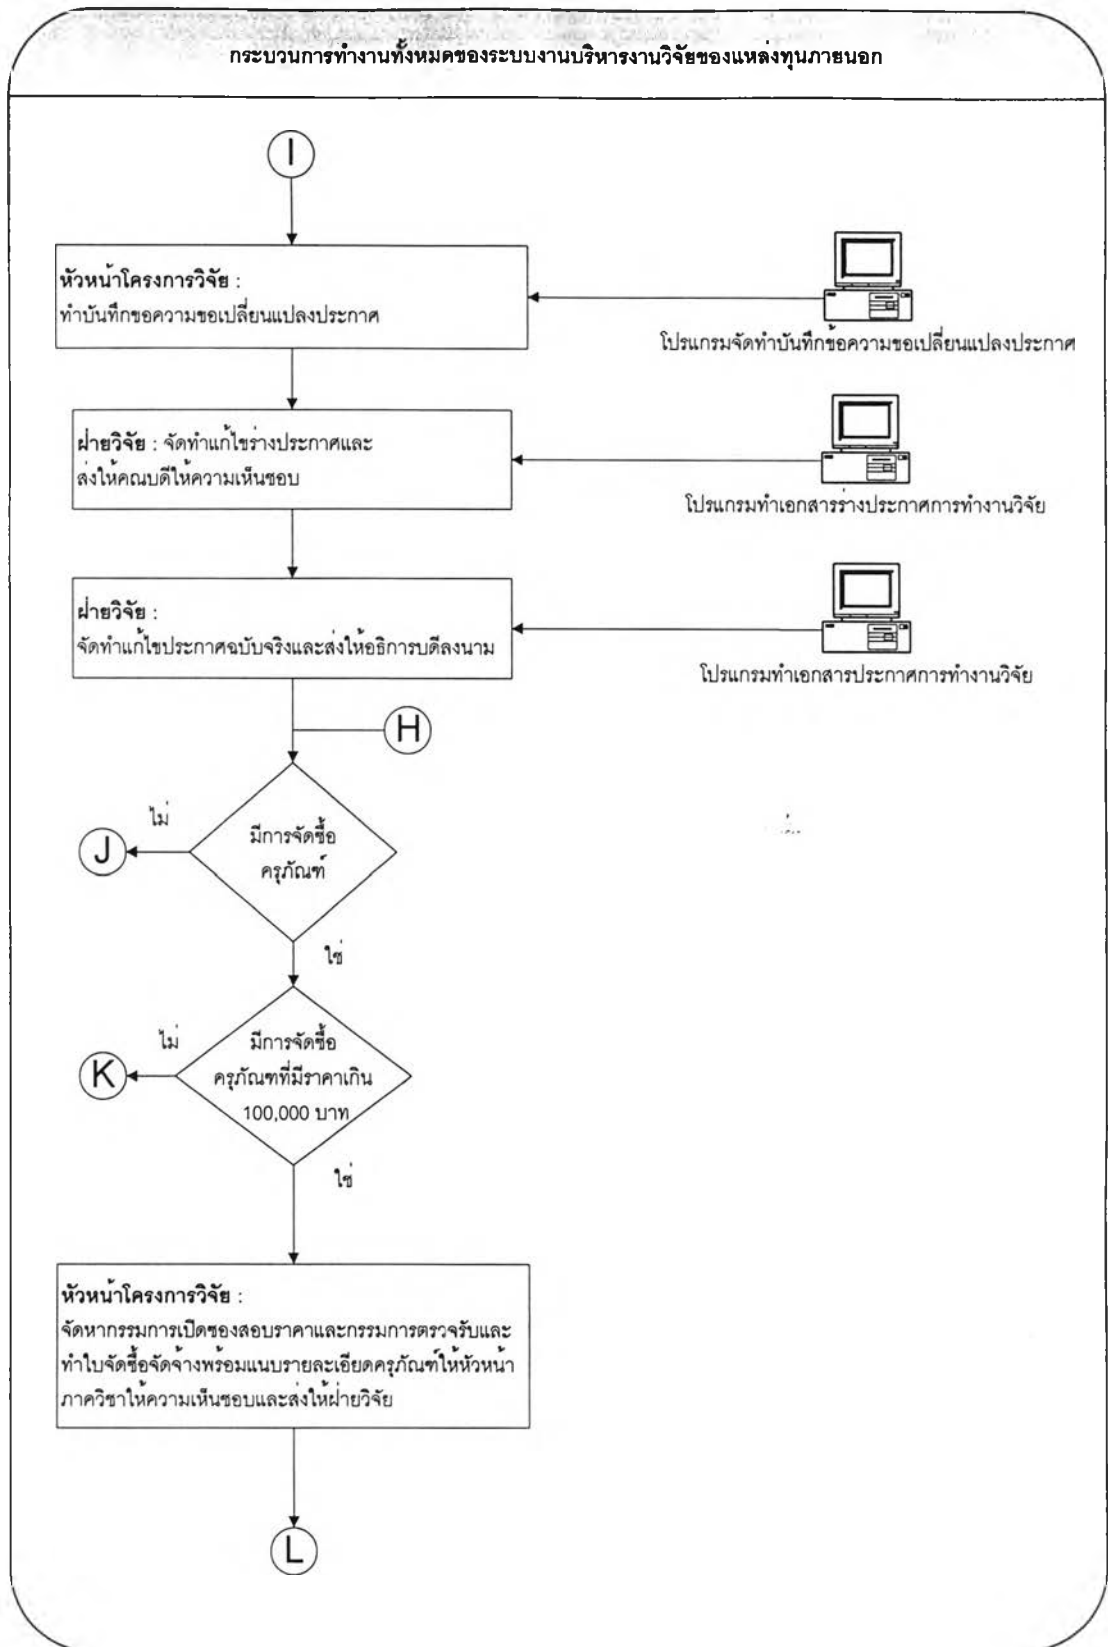 กระบวนการทำงานทั้งหมดของระบบงานบริหารงานวิจัยของแหล่งทุนภายนอก
I
หัวหน้าโครงการวิจัย :
ทำบันทึกขอความขอเปลี่ยนแปลงประกาศ
โปรแกรมจัดทำบันทึกข้อความขอเปลี่ยนแปลงประกาศ
ฝ่ายวิจัย : จัดทำแก้ไขร่างประกาศและ
ส่งให้คณบดีให้ความเห็นชอบ
โปรแกรมทำเอกสารร่างประกาศการทำงานวิจัย
ฝ่ายวิจัย :
จัดทำแก้ไขประกาศฉบับจริงและส่งให้อธิการบดีลงนาม
โปรแกรมทำเอกสารประกาศการทำงานวิจัย
H
ไม่
J
มีการจัดซื้อ
ครุภัณฑ์
ใช่
ไม่
K
มีการจัดซื้อ
ครุภัณฑที่มีราคาเกิน
100,000 บาท
ใช่
หัวหน้าโครงการวิจัย :
จัดหากรรมการเปิดซองสอบราคาและกรรมการตรวจรับและ
ทำใบจัดซื้อจัดจ้างพร้อมแนบรายละเอียดครุภัณฑ์ให้หัวหน้า
ภาควิชาให้ความเห็นชอบและส่งให้ฝ่ายวิจัย
L